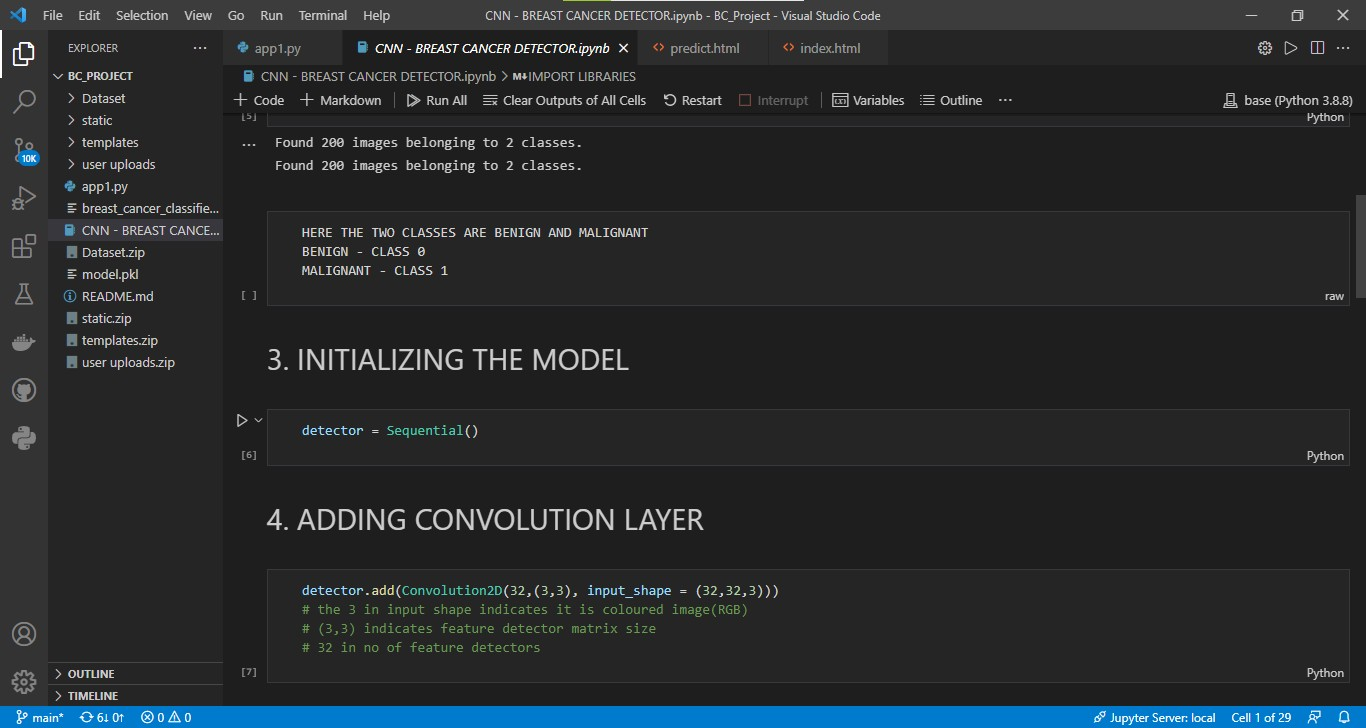 File Edit Selection View Go Run Terminal Help
CNN - BREAST CANCER DETECTOR.ipynb - BC_Project - Visual Studio Code
EXPLORER
BC_PROJECT
Dataset
static
templates
user uploads
app1.py
breast_cancer_classifie...
CNN - BREAST CANCE...
Dataset.zip
model.pkl
README.md
static.zip
templates.zip
user uploads.zip
OUTLINE
TIMELINE
10K
app1.py
CNN - BREAST CANCER DETECTOR.ipynb
predict.html
index.html
CNN - BREAST CANCER DETECTOR.ipynb > M↓IMPORT LIBRARIES
+ Code + Markdown Run All Clear Outputs of All Cells Restart Interrupt Variables Outline ...
base (Python 3.8.8)
[5]
Python
... Found 200 images belonging to 2 classes.
Found 200 images belonging to 2 classes.
HERE THE TWO CLASSES ARE BENIGN AND MALIGNANT
BENIGN - CLASS 0
MALIGNANT - CLASS 1
[ ]
raw
3. INITIALIZING THE MODEL
detector = Sequential()
[6]
Python
4. ADDING CONVOLUTION LAYER
detector.add(Convolution2D(32,(3,3), input_shape = (32,32,3)))
# the 3 in input shape indicates it is coloured image(RGB)
# (3,3) indicates feature detector matrix size
# 32 in no of feature detectors
[7]
Python
main* 6↓ 0↑ 0 0
Jupyter Server: local Cell 1 of 29